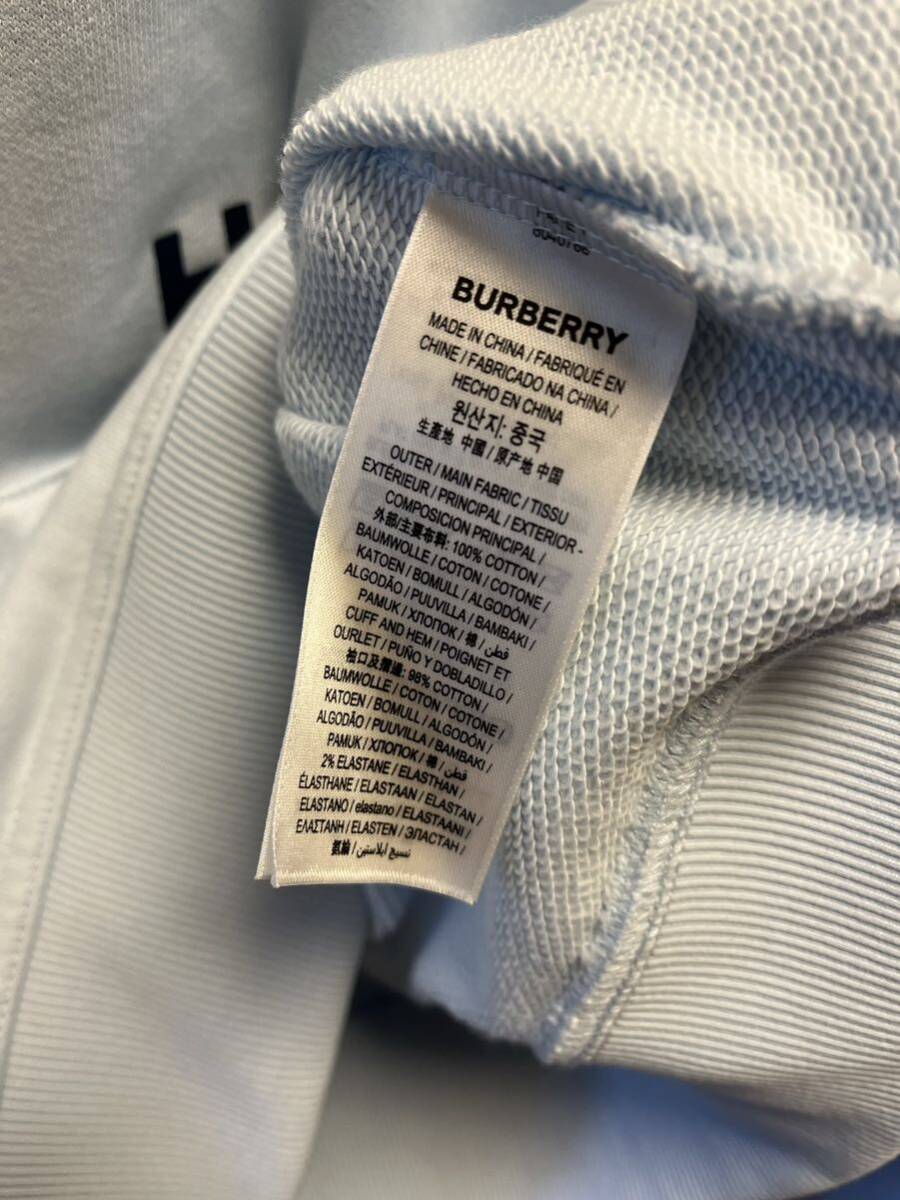 H
BURBERRY
MADE IN CHINA / FABRIQUÉ EN
CHINE / FABRICADO NA CHINA /
HECHO EN CHINA
원산지: 중국
生產地 中國 / 原产地 中国
OUTER / MAIN FABRIC / TISSU
EXTÉRIEUR / PRINCIPAL / EXTERIOR -
COMPOSICION PRINCIPAL /
外部/主要布料: 100% COTTON /
BAUMWOLLE / COTON / COTONE /
KATOEN / BOMULL / ALGODÓN /
ALGODÃO / PUUVILLA / BAMBAKI /
PAMUK / ХЛОПОК / 棉 / قطن /
CUFF AND HEM / POIGNET ET
OURLET / PUÑO Y DOBLADILLO /
袖口及摺邊: 98% COTTON /
BAUMWOLLE / COTON / COTONE /
KATOEN / BOMULL / ALGODÓN /
ALGODÃO / PUUVILLA / BAMBAKI /
PAMUK / ХЛОПОК / 棉 / قطن /
2% ELASTANE / ELASTHAN /
ÉLASTHANE / ELASTAAN / ELASTAN /
ELASTANO / elastano / ELASTAANI /
ΕΛΑΣΤΑΝΗ / ELASTEN / ЭЛАСТАН /
氨綸 / نسيج ايلاستين